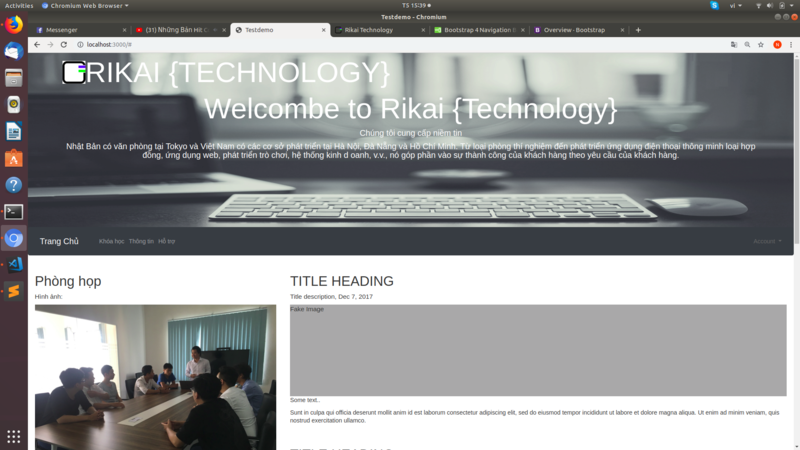 Activities Chromium Web Browser T5 15:39 vi
Testdemo - Chromium
Messenger (31) Những Bản Hit C Testdemo Rikai Technology Bootstrap 4 Navigation B Overview · Bootstrap
localhost:3000/#
RIKAI {TECHNOLOGY}
Welcombe to Rikai {Technology}
Chúng tôi cung cấp niềm tin
Nhật Bản có văn phòng tại Tokyo và Việt Nam có các cơ sở phát triển tại Hà Nội, Đà Nẵng và Hồ Chí Minh. Từ loại phòng thí nghiệm đến phát triển ứng dụng điện thoại thông minh loại hợp
đồng, ứng dụng web, phát triển trò chơi, hệ thống kinh d oanh, v.v., nó góp phần vào sự thành công của khách hàng theo yêu cầu của khách hàng.
Trang Chủ Khóa học Thông tin Hỗ trợ Account
Phòng họp
Hình ảnh:
TITLE HEADING
Title description, Dec 7, 2017
Fake Image
Some text..
Sunt in culpa qui officia deserunt mollit anim id est laborum consectetur adipiscing elit, sed do eiusmod tempor incididunt ut labore et dolore magna aliqua. Ut enim ad minim veniam, quis
nostrud exercitation ullamco.
TITLE HEADING